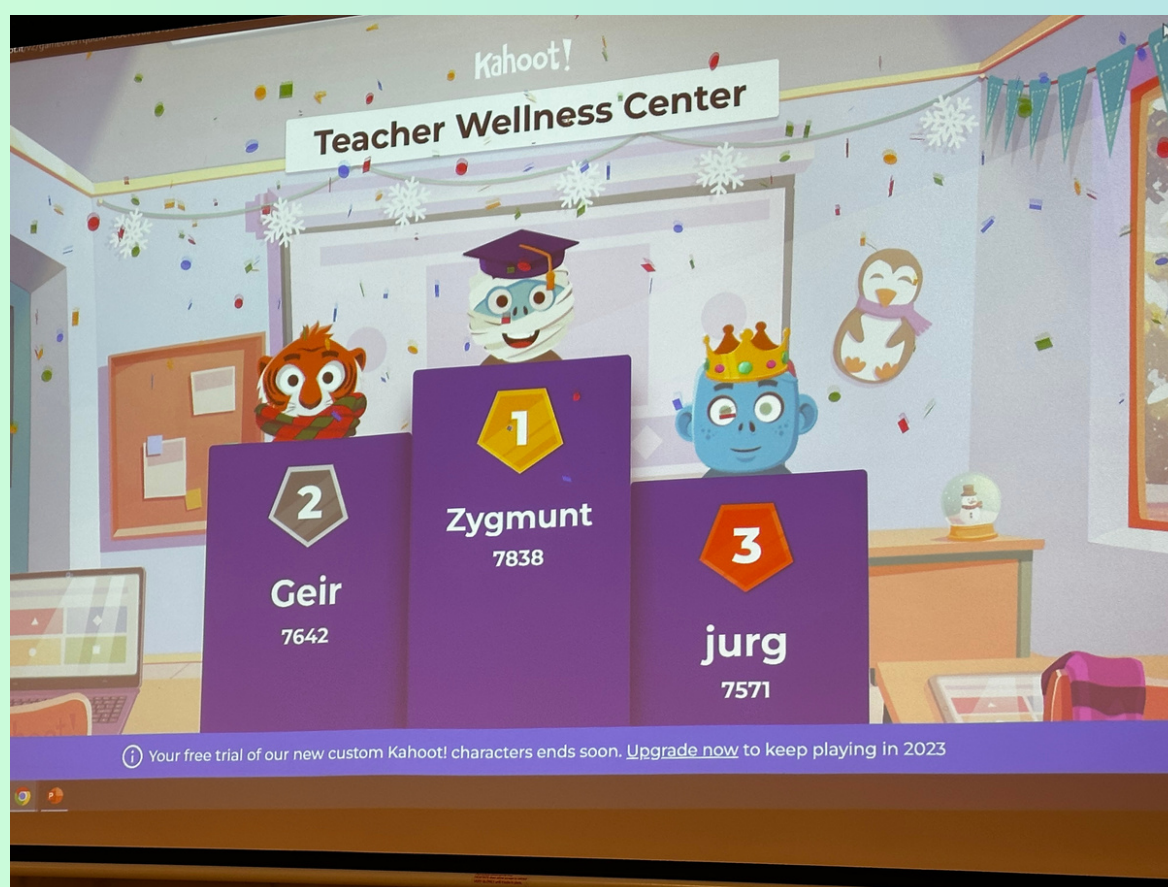 Kahoot!
Teacher Wellness Center
1
Zygmunt
7838
2
Geir
7642
3
jurg
7571
Your free trial of our new custom Kahoot! characters ends soon. Upgrade now to keep playing in 2023